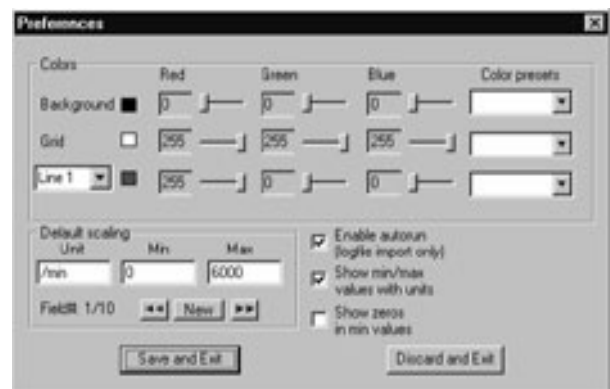 Preferences
Colors
Red Green Blue Color presets
Background 0 0 0
Grid 255 255 255
Line 1 255 0 0
Default scaling
Unit Min Max
/min 0 6000
Field#: 1/10 New
Enable autorun
(logfile import only)
Show min/max
values with units
Show zeros
in min values
Save and Exit Discard and Exit